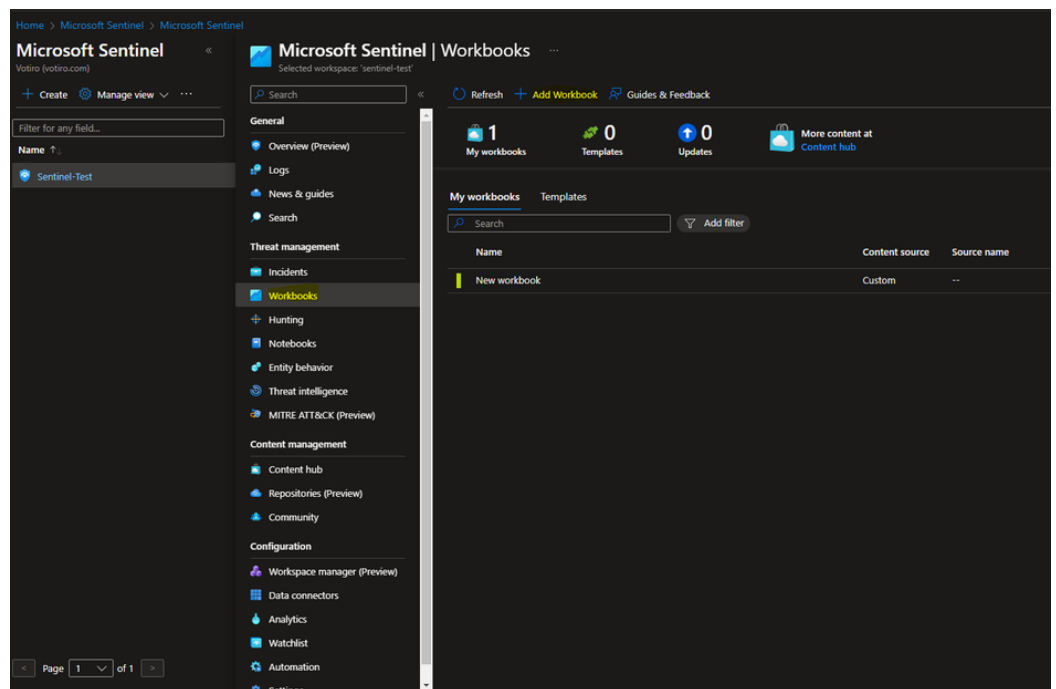 Home > Microsoft Sentinel > Microsoft Sentinel
Microsoft Sentinel «
Votiro (votiro.com)
+ Create Manage view ···
Filter for any field...
Name ↑↓
Sentinel-Test
< Page 1 of 1 >
Microsoft Sentinel | Workbooks ···
Selected workspace: 'sentinel-test'
Search «
General
Overview (Preview)
Logs
News & guides
Search
Threat management
Incidents
Workbooks
Hunting
Notebooks
Entity behavior
Threat intelligence
MITRE ATT&CK (Preview)
Content management
Content hub
Repositories (Preview)
Community
Configuration
Workspace manager (Preview)
Data connectors
Analytics
Watchlist
Automation
Settings
Refresh + Add Workbook Guides & Feedback
1 0 0 More content at
My workbooks Templates Updates Content hub
My workbooks Templates
Search Add filter
Name Content source Source name
New workbook Custom --